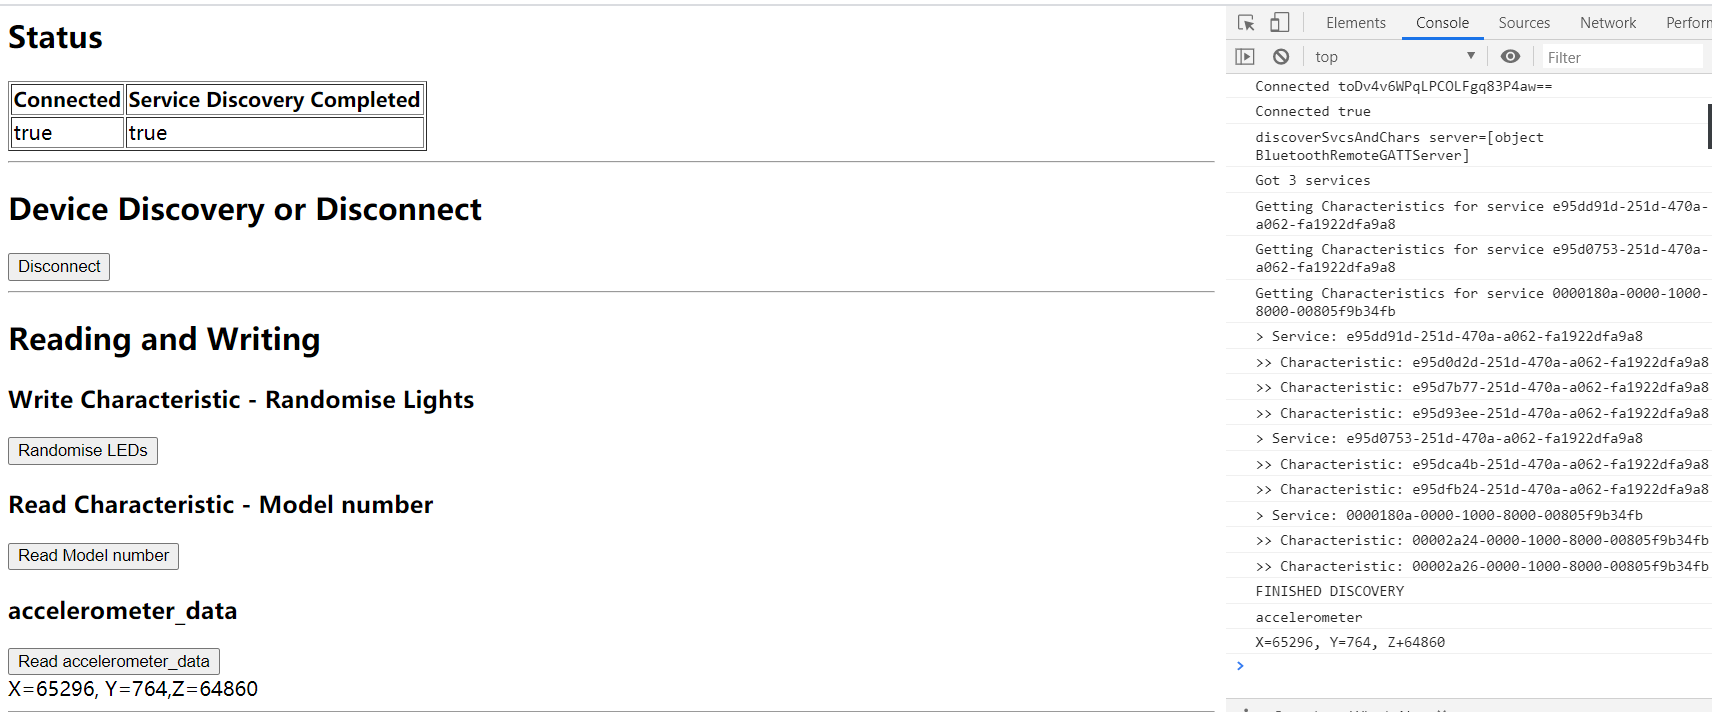 Status
Connected Service Discovery Completed
true true
Device Discovery or Disconnect
Disconnect
Reading and Writing
Write Characteristic - Randomise Lights
Randomise LEDs
Read Characteristic - Model number
Read Model number
accelerometer_data
Read accelerometer_data
X=65296, Y=764,Z=64860
Elements Console Sources Network Perfor
top Filter
Connected toDv4v6WPqLPCOLFgq83P4aw==
Connected true
discoverSvcsAndChars server=[object
BluetoothRemoteGATTServer]
Got 3 services
Getting Characteristics for service e95dd91d-251d-470a-
a062-fa1922dfa9a8
Getting Characteristics for service e95d0753-251d-470a-
a062-fa1922dfa9a8
Getting Characteristics for service 0000180a-0000-1000-
8000-00805f9b34fb
> Service: e95dd91d-251d-470a-a062-fa1922dfa9a8
>> Characteristic: e95d0d2d-251d-470a-a062-fa1922dfa9a8
>> Characteristic: e95d7b77-251d-470a-a062-fa1922dfa9a8
>> Characteristic: e95d93ee-251d-470a-a062-fa1922dfa9a8
> Service: e95d0753-251d-470a-a062-fa1922dfa9a8
>> Characteristic: e95dca4b-251d-470a-a062-fa1922dfa9a8
>> Characteristic: e95dfb24-251d-470a-a062-fa1922dfa9a8
> Service: 0000180a-0000-1000-8000-00805f9b34fb
>> Characteristic: 00002a24-0000-1000-8000-00805f9b34fb
>> Characteristic: 00002a26-0000-1000-8000-00805f9b34fb
FINISHED DISCOVERY
accelerometer
X=65296, Y=764, Z+64860
>